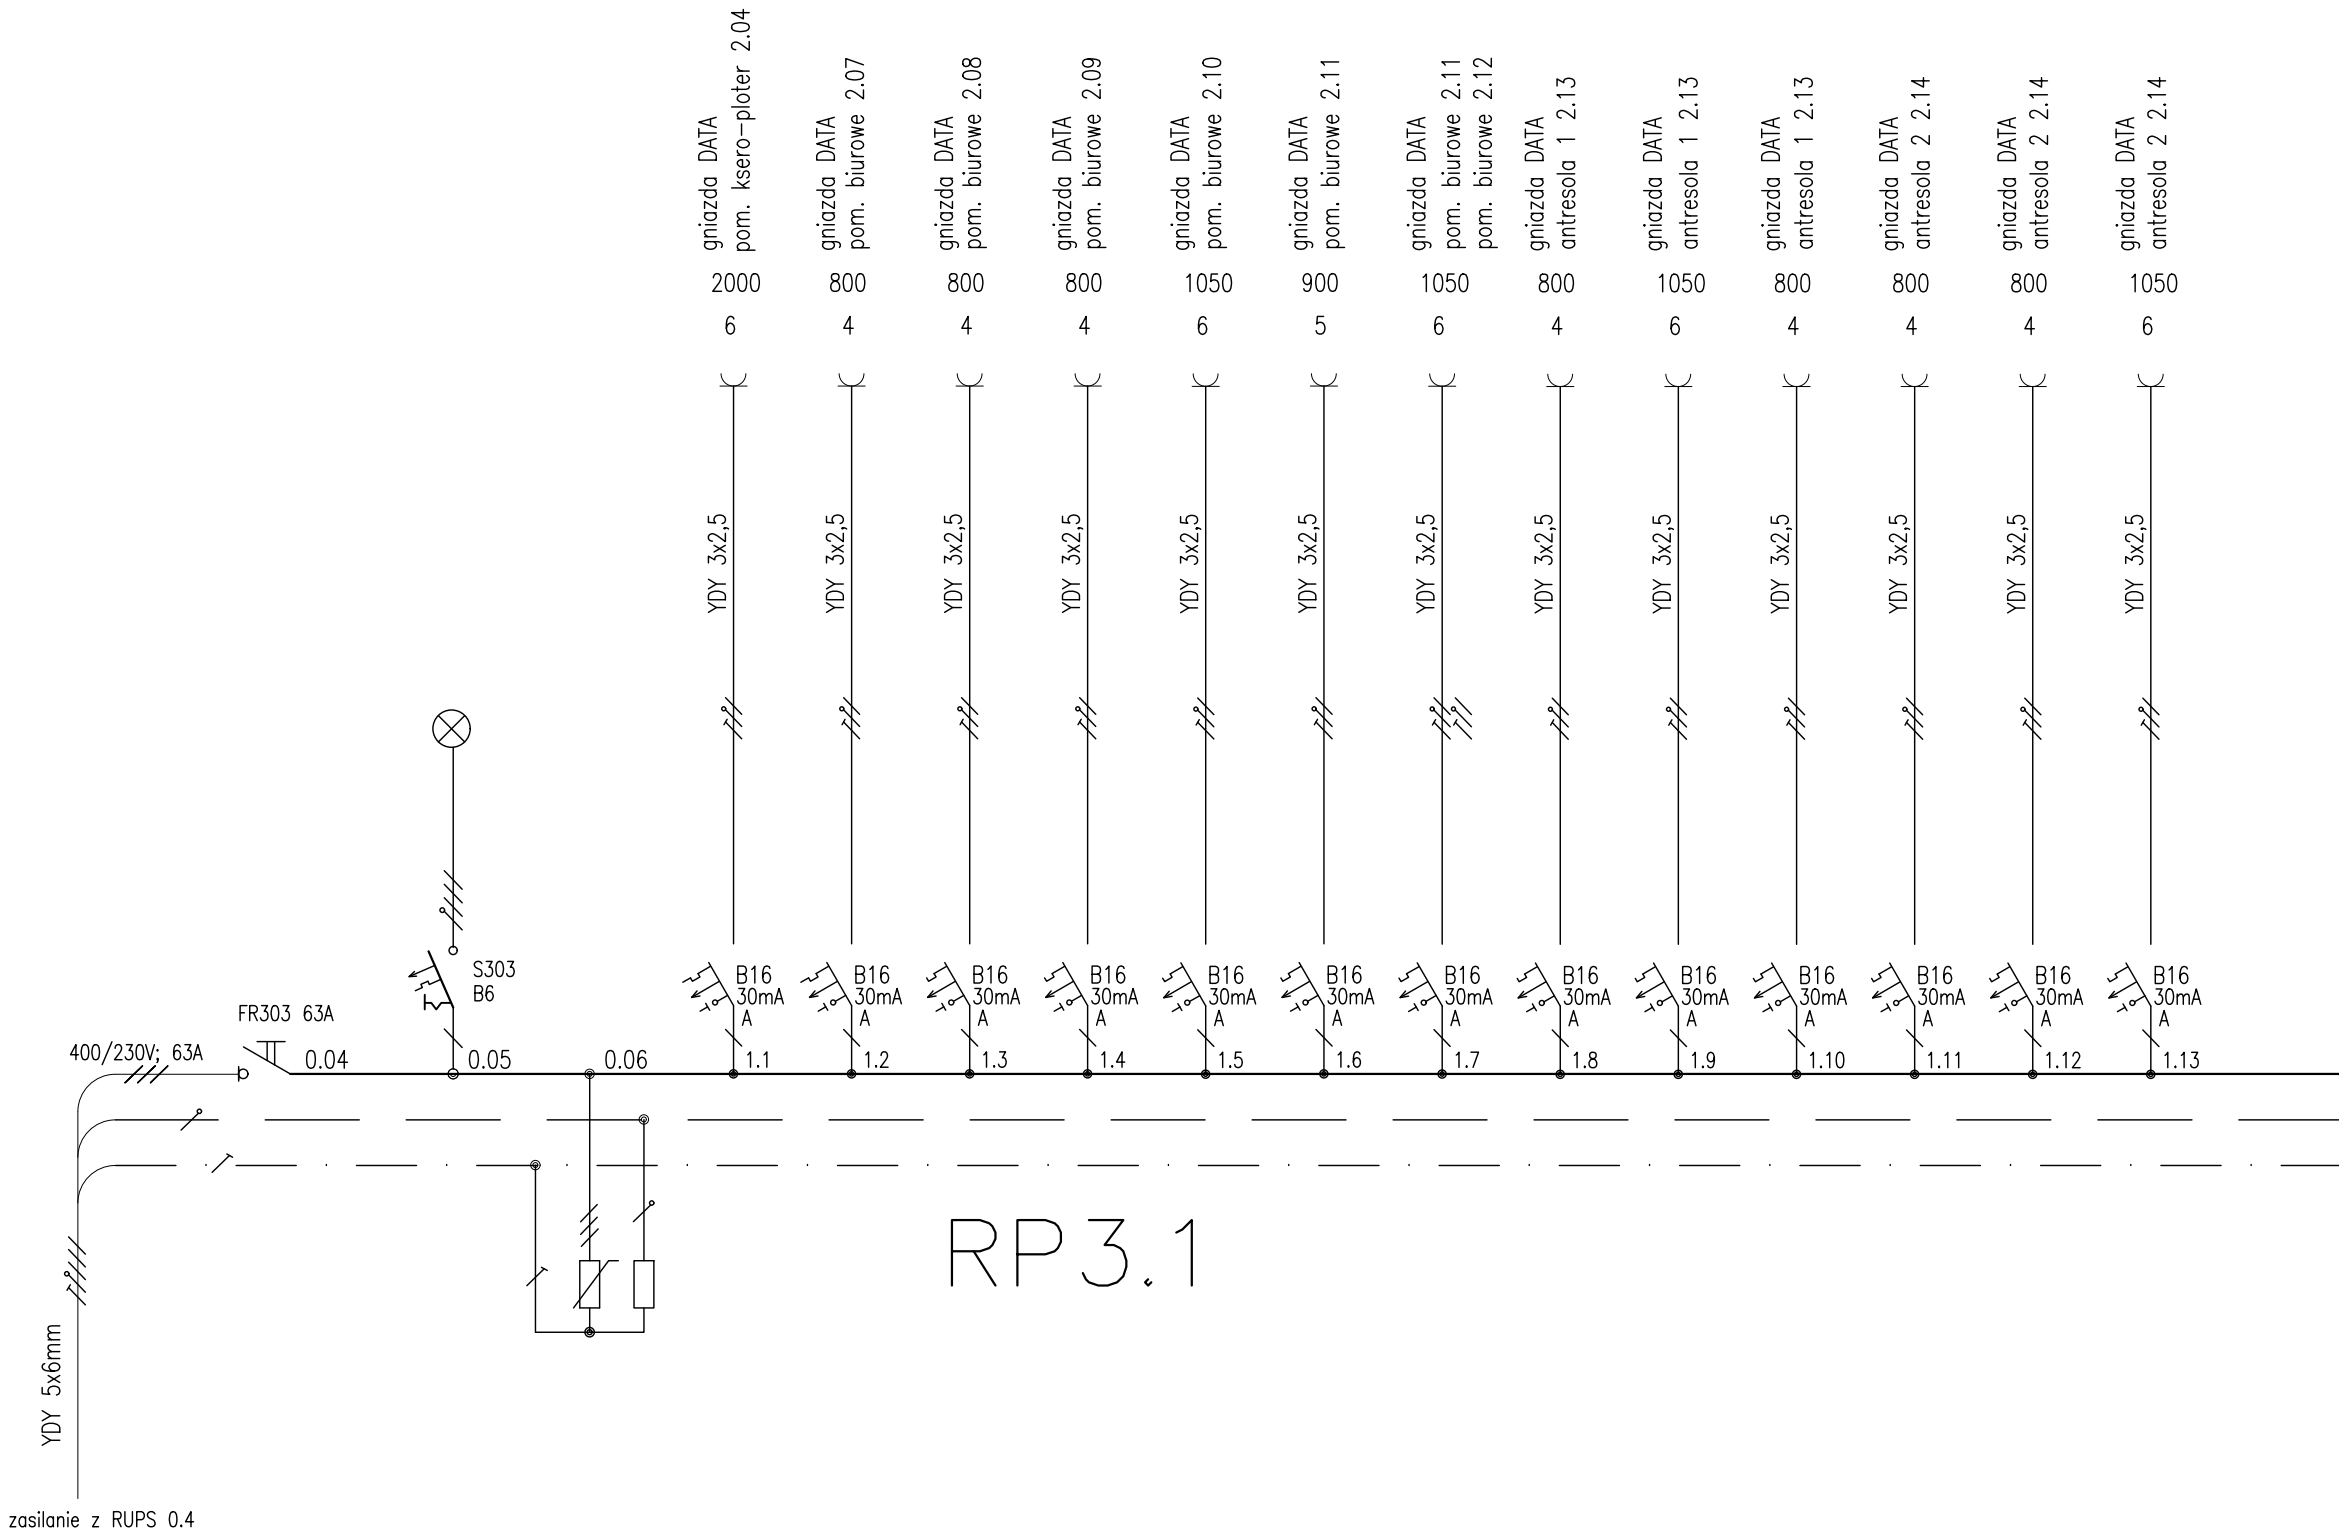 gniazda DATA
pom. ksero-ploter 2.04
gniazda DATA
pom. biurowe 2.07
gniazda DATA
pom. biurowe 2.08
gniazda DATA
pom. biurowe 2.09
gniazda DATA
pom. biurowe 2.10
gniazda DATA
pom. biurowe 2.11
gniazda DATA
pom. biurowe 2.11
pom. biurowe 2.12
gniazda DATA
antresola 1 2.13
gniazda DATA
antresola 1 2.13
gniazda DATA
antresola 1 2.13
gniazda DATA
antresola 2 2.14
gniazda DATA
antresola 2 2.14
gniazda DATA
antresola 2 2.14
2000 800 800 800 1050 900 1050 800 1050 800 800 800 1050
6 4 4 4 6 5 6 4 6 4 4 4 6
YDY 3x2,5
YDY 3x2,5
YDY 3x2,5
YDY 3x2,5
YDY 3x2,5
YDY 3x2,5
YDY 3x2,5
YDY 3x2,5
YDY 3x2,5
YDY 3x2,5
YDY 3x2,5
YDY 3x2,5
YDY 3x2,5
S303
B6
FR303 63A
400/230V; 63A
0.04
0.05
0.06
B16
30mA
A
1.1
B16
30mA
A
1.2
B16
30mA
A
1.3
B16
30mA
A
1.4
B16
30mA
A
1.5
B16
30mA
A
1.6
B16
30mA
A
1.7
B16
30mA
A
1.8
B16
30mA
A
1.9
B16
30mA
A
1.10
B16
30mA
A
1.11
B16
30mA
A
1.12
B16
30mA
A
1.13
RP3.1
YDY 5x6mm
zasilanie z RUPS 0.4